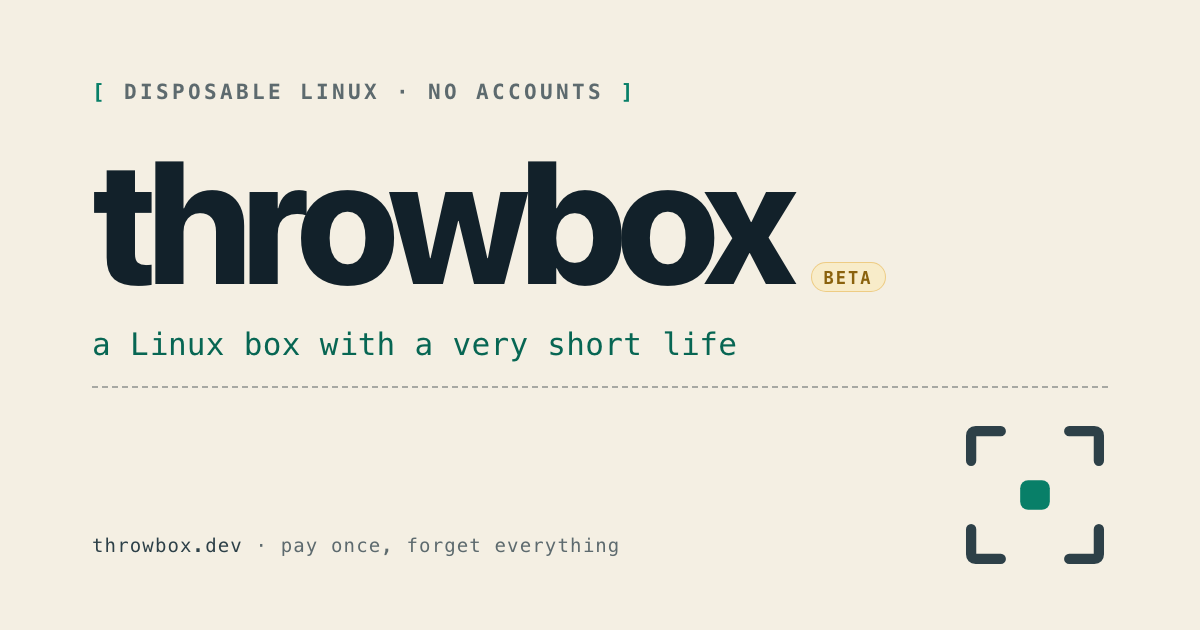 [ DISPOSABLE LINUX · NO ACCOUNTS ]
throwbox BETA
a Linux box with a very short life
throwbox.dev · pay once, forget everything